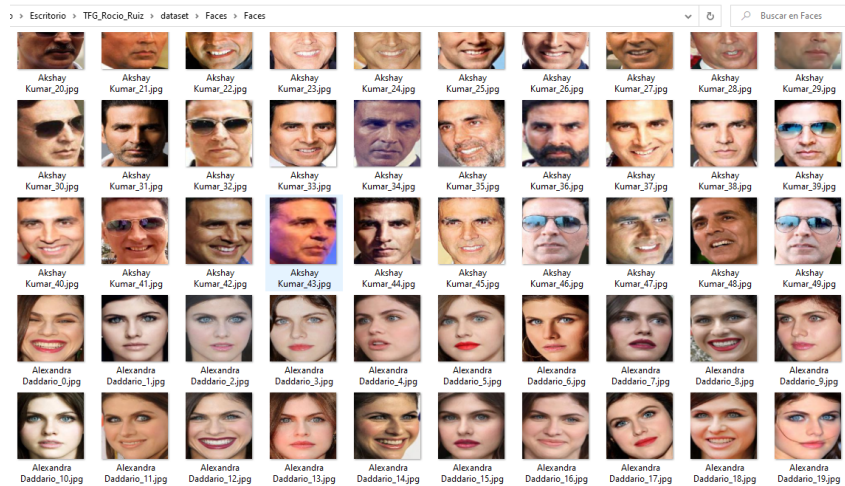 Escritorio > TFG_Rocio_Ruiz > dataset > Faces > Faces
Buscar en Faces
Akshay Kumar_20.jpg
Akshay Kumar_21.jpg
Akshay Kumar_22.jpg
Akshay Kumar_23.jpg
Akshay Kumar_24.jpg
Akshay Kumar_25.jpg
Akshay Kumar_26.jpg
Akshay Kumar_27.jpg
Akshay Kumar_28.jpg
Akshay Kumar_29.jpg
Akshay Kumar_30.jpg
Akshay Kumar_31.jpg
Akshay Kumar_32.jpg
Akshay Kumar_33.jpg
Akshay Kumar_34.jpg
Akshay Kumar_35.jpg
Akshay Kumar_36.jpg
Akshay Kumar_37.jpg
Akshay Kumar_38.jpg
Akshay Kumar_39.jpg
Akshay Kumar_40.jpg
Akshay Kumar_41.jpg
Akshay Kumar_42.jpg
Akshay Kumar_43.jpg
Akshay Kumar_44.jpg
Akshay Kumar_45.jpg
Akshay Kumar_46.jpg
Akshay Kumar_47.jpg
Akshay Kumar_48.jpg
Akshay Kumar_49.jpg
Alexandra Daddario_0.jpg
Alexandra Daddario_1.jpg
Alexandra Daddario_2.jpg
Alexandra Daddario_3.jpg
Alexandra Daddario_4.jpg
Alexandra Daddario_5.jpg
Alexandra Daddario_6.jpg
Alexandra Daddario_7.jpg
Alexandra Daddario_8.jpg
Alexandra Daddario_9.jpg
Alexandra Daddario_10.jpg
Alexandra Daddario_11.jpg
Alexandra Daddario_12.jpg
Alexandra Daddario_13.jpg
Alexandra Daddario_14.jpg
Alexandra Daddario_15.jpg
Alexandra Daddario_16.jpg
Alexandra Daddario_17.jpg
Alexandra Daddario_18.jpg
Alexandra Daddario_19.jpg